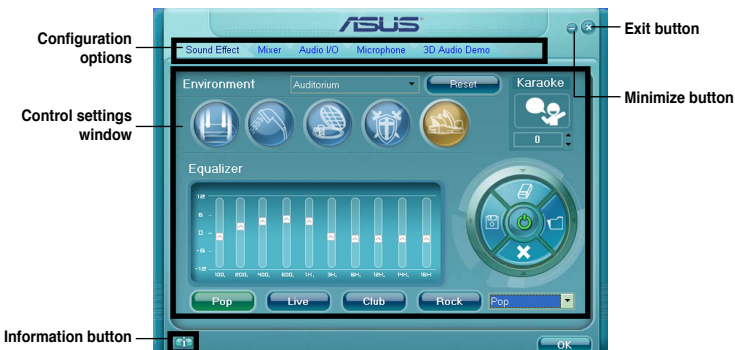 ASUS
Exit button
Configuration options
Sound Effect Mixer Audio I/O Microphone 3D Audio Demo
Minimize button
Environment Auditorium Reset Karaoke
0
Control settings window
Equalizer
12
6
0
-6
-12
100, 200, 400, 600, 1K, 3K, 6K, 12K, 14K, 16K
Pop Live Club Rock Pop
Information button
i
OK